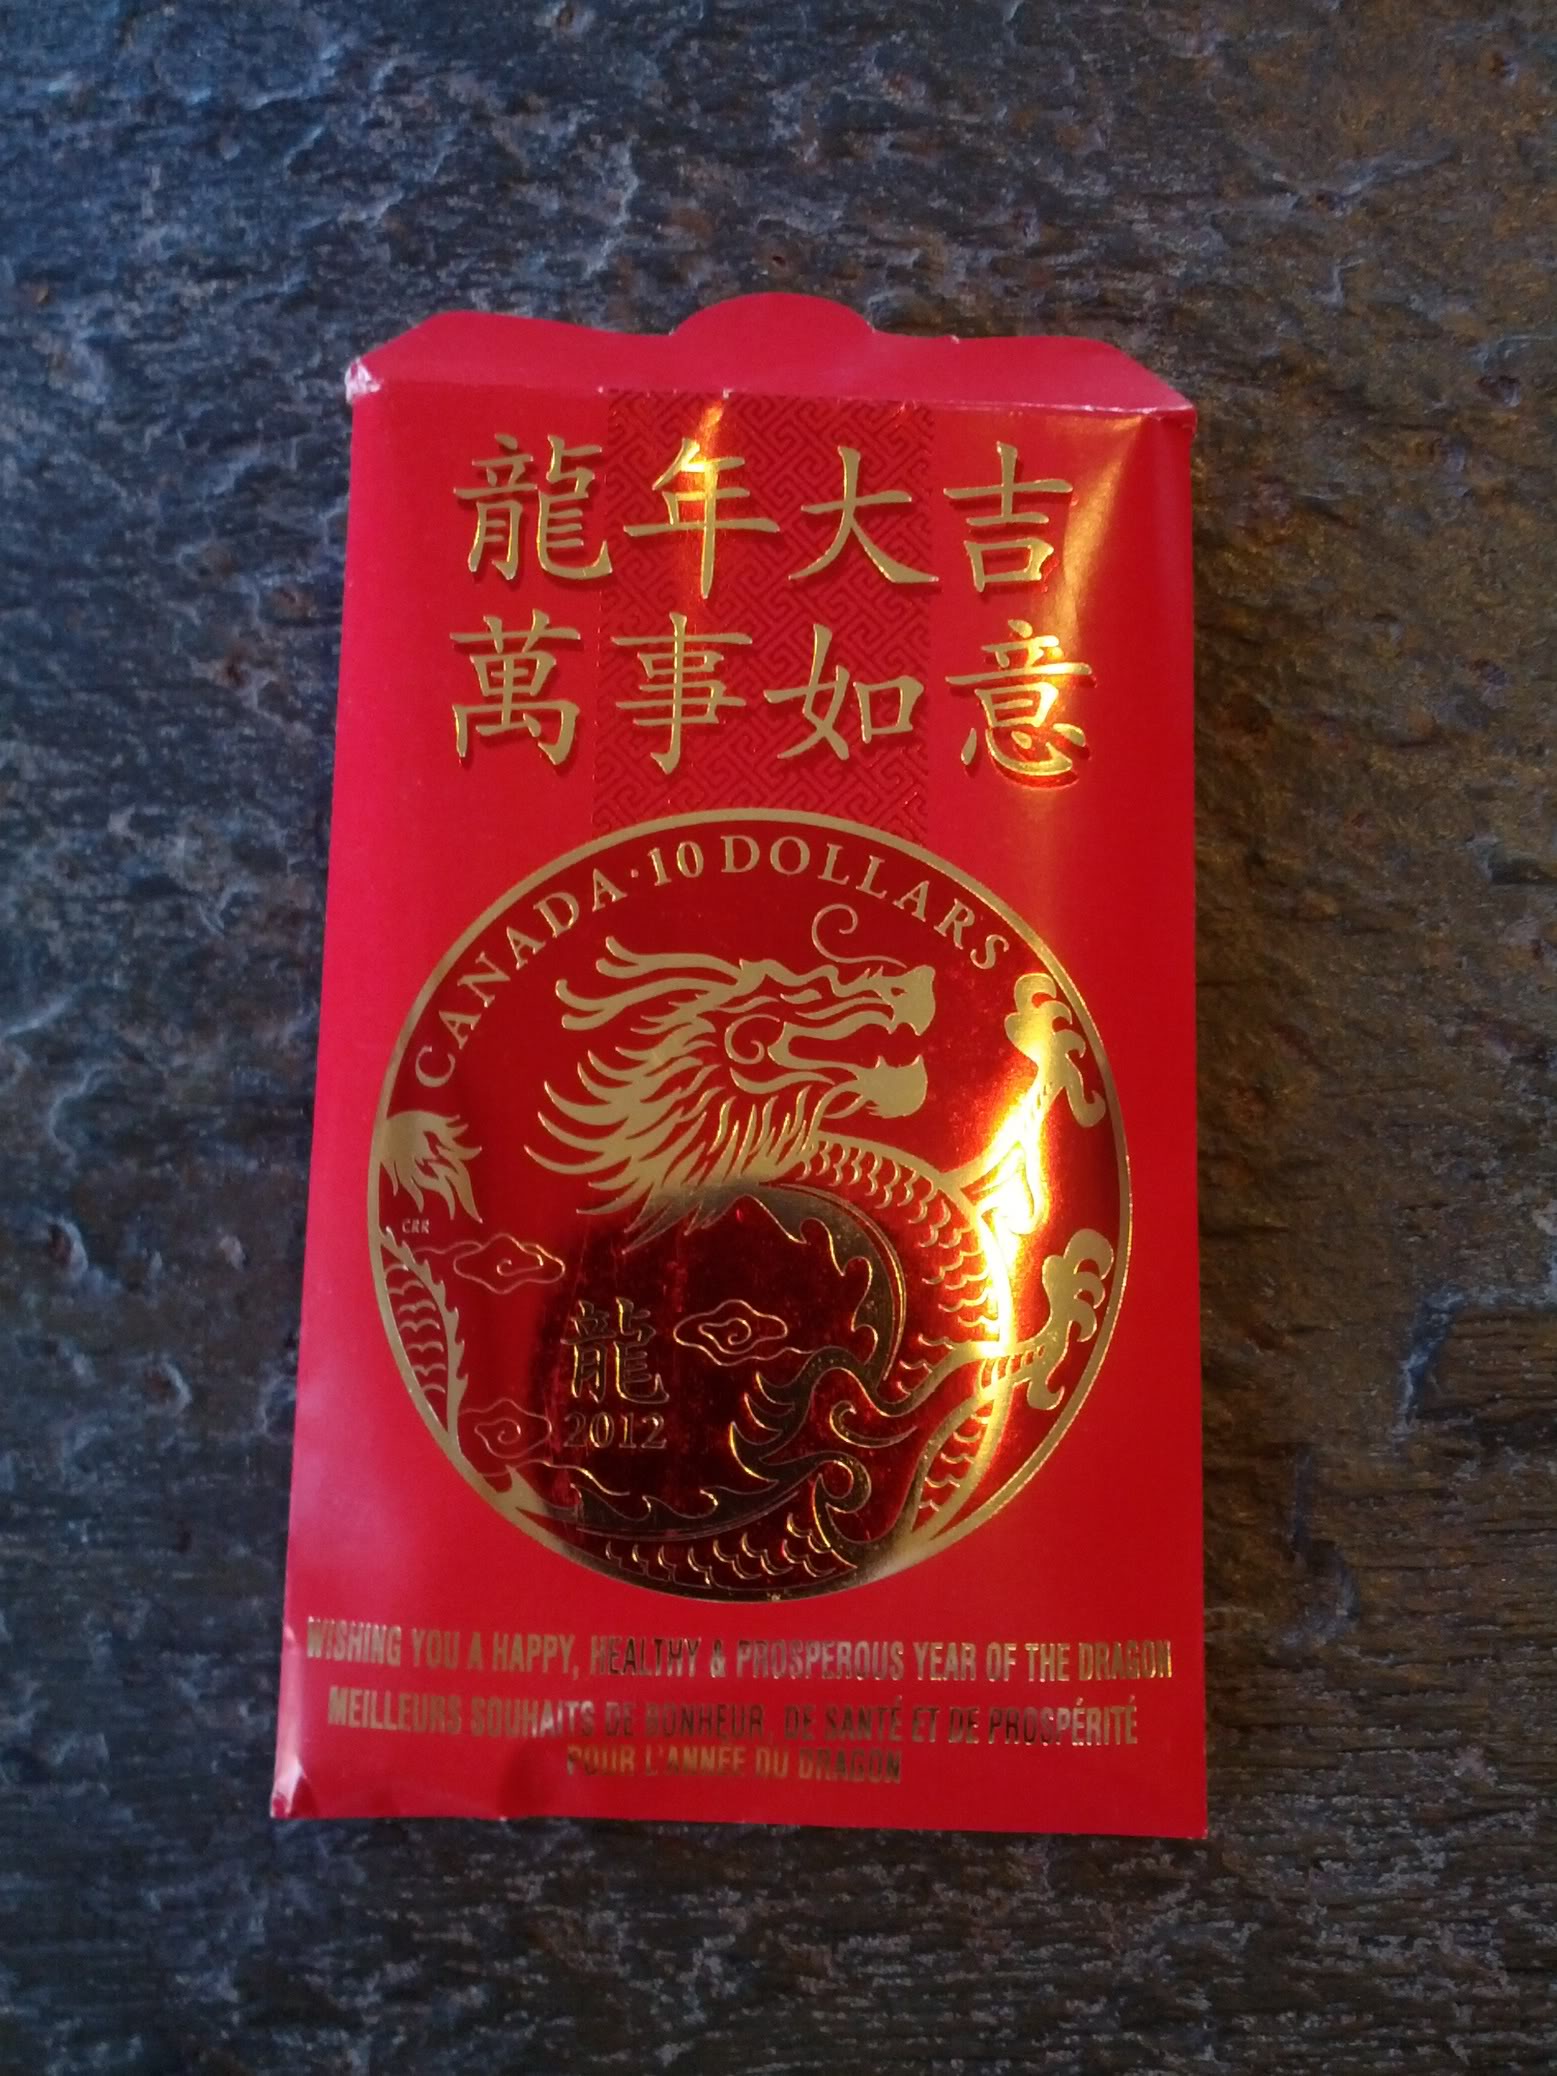 龍年大吉
萬事如意
CANADA·10 DOLLARS
CRR
龍
2012
WISHING YOU A HAPPY, HEALTHY & PROSPEROUS YEAR OF THE DRAGON
MEILLEURS SOUHAITS DE BONHEUR, DE SANTÉ ET DE PROSPÉRITÉ
POUR L'ANNÉE DU DRAGON